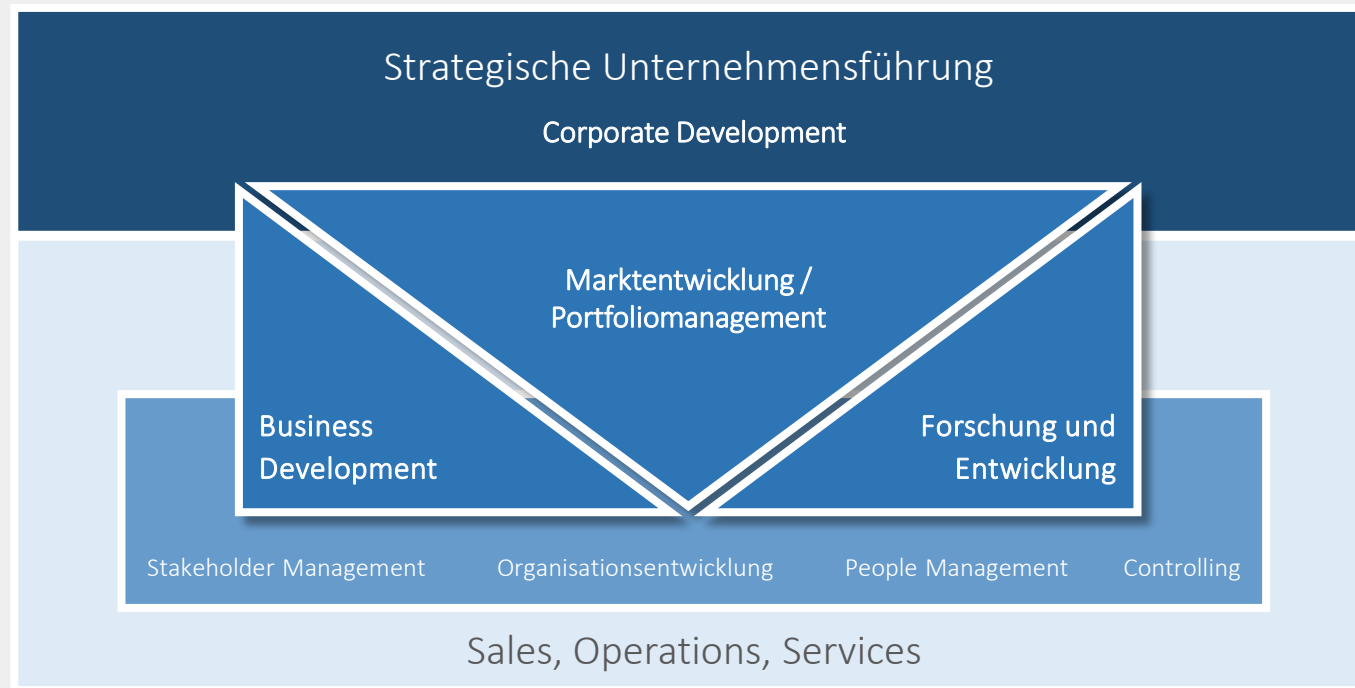 Strategische Unternehmensführung
Corporate Development
Marktentwicklung /
Portfoliomanagement
Business
Development
Forschung und
Entwicklung
Stakeholder Management Organisationsentwicklung People Management Controlling
Sales, Operations, Services